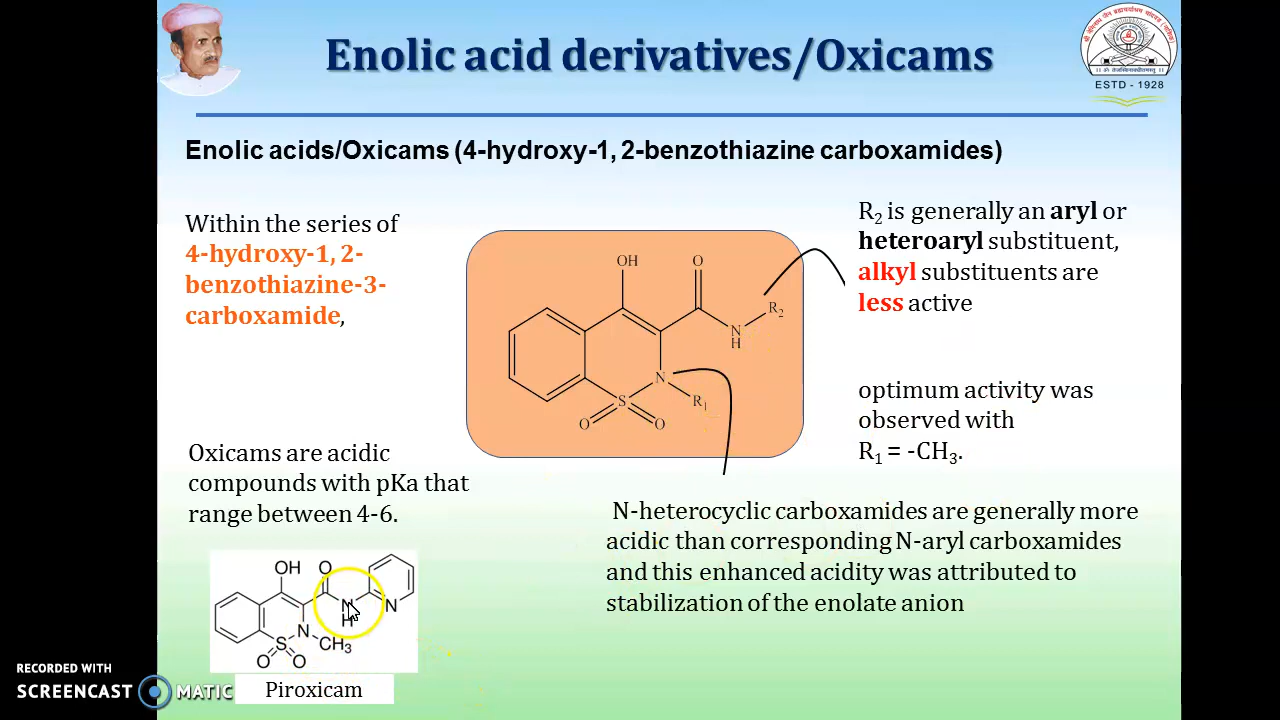 Enolic acid derivatives/Oxicams
ESTD - 1928
Enolic acids/Oxicams (4-hydroxy-1, 2-benzothiazine carboxamides)
Within the series of
4-hydroxy-1, 2-
benzothiazine-3-
carboxamide,
R2 is generally an aryl or
heteroaryl substituent,
alkyl substituents are
less active
OH
O
R2
N
H
N
R1
S
O
O
optimum activity was
observed with
R1 = -CH3.
Oxicams are acidic
compounds with pKa that
range between 4-6.
N-heterocyclic carboxamides are generally more
acidic than corresponding N-aryl carboxamides
and this enhanced acidity was attributed to
stabilization of the enolate anion
OH
O
N
H
N
N
CH3
S
O
O
Piroxicam
RECORDED WITH
SCREENCAST MATIC